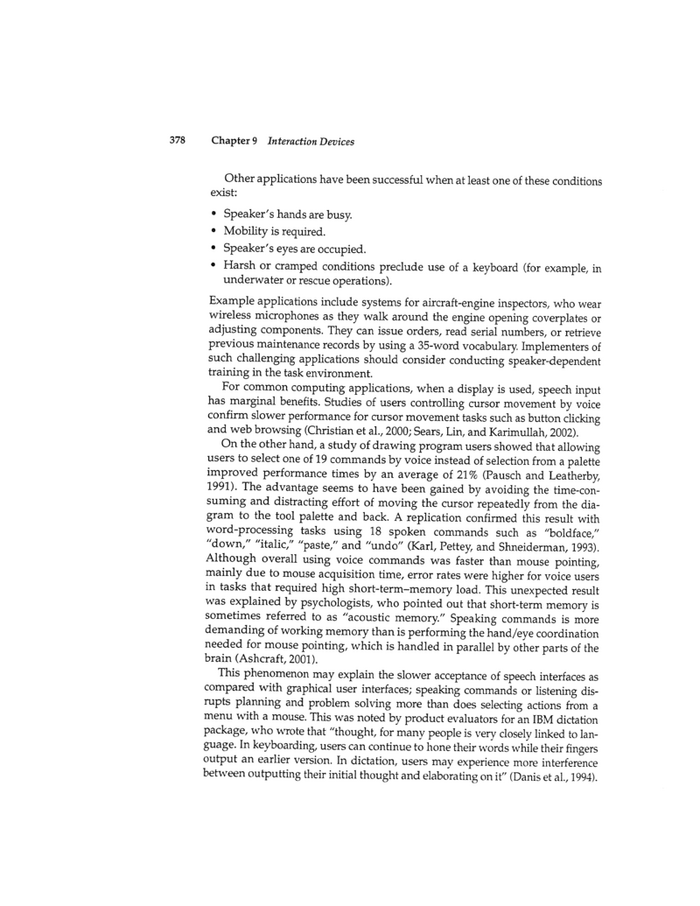 378 Chapter 9 Interaction Devices
Other applications have been successful when at least one of these conditions
exist:
• Speaker's hands are busy.
• Mobility is required.
• Speaker's eyes are occupied.
• Harsh or cramped conditions preclude use of a keyboard (for example, in
underwater or rescue operations).
Example applications include systems for aircraft-engine inspectors, who wear
wireless microphones as they walk around the engine opening coverplates or
adjusting components. They can issue orders, read serial numbers, or retrieve
previous maintenance records by using a 35-word vocabulary. Implementers of
such challenging applications should consider conducting speaker-dependent
training in the task environment.
For common computing applications, when a display is used, speech input
has marginal benefits. Studies of users controlling cursor movement by voice
confirm slower performance for cursor movement tasks such as button clicking
and web browsing (Christian et al., 2000; Sears, Lin, and Karimullah, 2002).
On the other hand, a study of drawing program users showed that allowing
users to select one of 19 commands by voice instead of selection from a palette
improved performance times by an average of 21% (Pausch and Leatherby,
1991). The advantage seems to have been gained by avoiding the time-con-
suming and distracting effort of moving the cursor repeatedly from the dia-
gram to the tool palette and back. A replication confirmed this result with
word-processing tasks using 18 spoken commands such as "boldface,"
"down," "italic," "paste," and "undo" (Karl, Pettey, and Shneiderman, 1993).
Although overall using voice commands was faster than mouse pointing,
mainly due to mouse acquisition time, error rates were higher for voice users
in tasks that required high short-term–memory load. This unexpected result
was explained by psychologists, who pointed out that short-term memory is
sometimes referred to as "acoustic memory." Speaking commands is more
demanding of working memory than is performing the hand/eye coordination
needed for mouse pointing, which is handled in parallel by other parts of the
brain (Ashcraft, 2001).
This phenomenon may explain the slower acceptance of speech interfaces as
compared with graphical user interfaces; speaking commands or listening dis-
rupts planning and problem solving more than does selecting actions from a
menu with a mouse. This was noted by product evaluators for an IBM dictation
package, who wrote that "thought, for many people is very closely linked to lan-
guage. In keyboarding, users can continue to hone their words while their fingers
output an earlier version. In dictation, users may experience more interference
between outputting their initial thought and elaborating on it" (Danis et al., 1994).